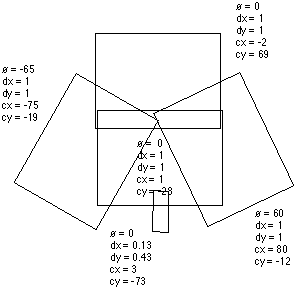 ø = 0
dx = 1
dy = 1
cx = -2
cy = 69
ø = -65
dx = 1
dy = 1
cx = -75
cy = -19
ø = 0
dx = 1
dy = 1
cx = 1
cy = -28
ø = 60
dx = 1
dy = 1
cx = 80
cy = -12
ø = 0
dx = 0.13
dy = 0.43
cx = 3
cy = -73